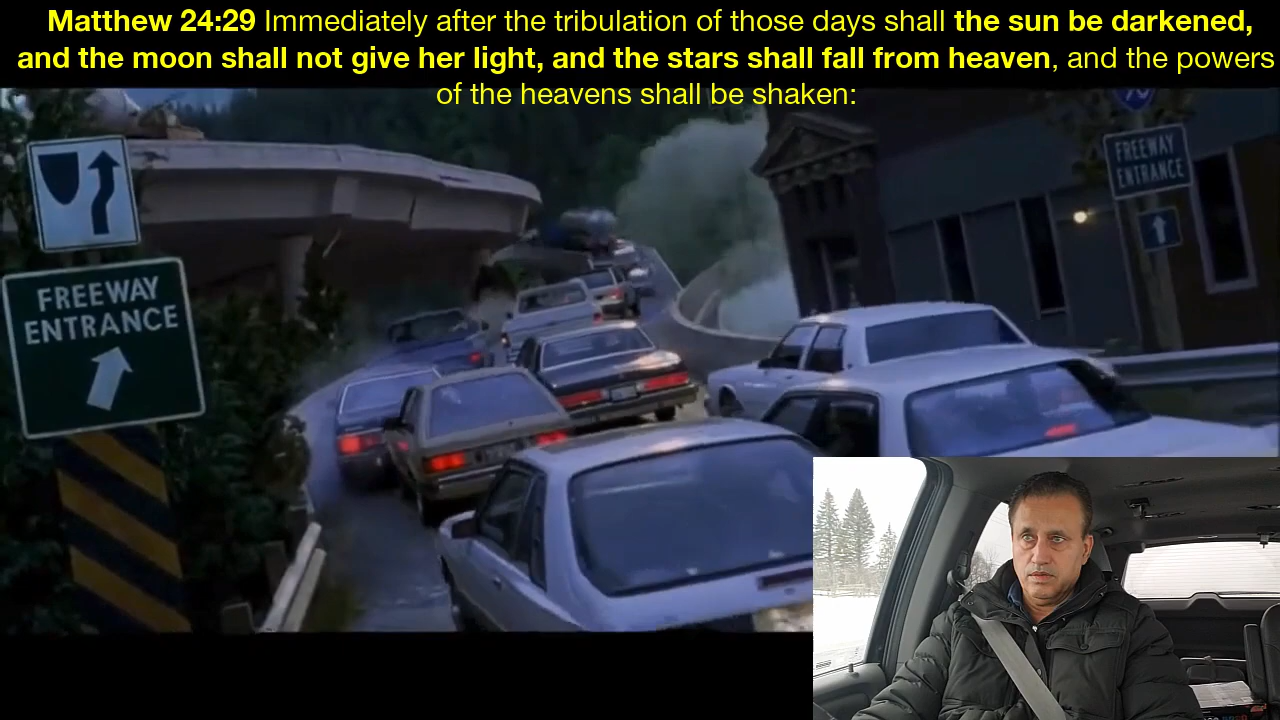 Matthew 24:29 Immediately after the tribulation of those days shall the sun be darkened,
and the moon shall not give her light, and the stars shall fall from heaven, and the powers
of the heavens shall be shaken:
FREEWAY
ENTRANCE
FREEWAY
ENTRANCE